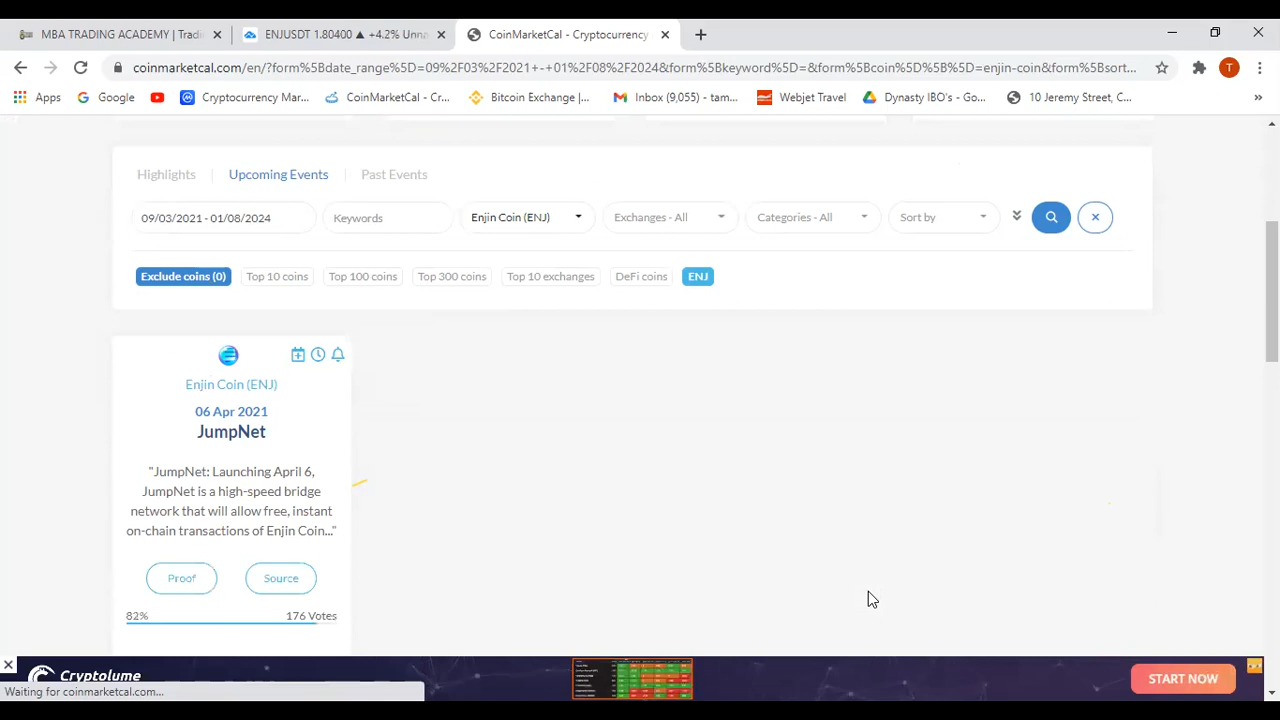 MBA TRADING ACADEMY | Tradi
ENJUSDT 1.80400 ▲ +4.2% Unna
CoinMarketCal - Cryptocurrency
coinmarketcal.com/en/?form%5Bdate_range%5D=09%2F03%2F2021+-+01%2F08%2F2024&form%5Bkeyword%5D=&form%5Bcoin%5D%5B%5D=enjin-coin&form%5Bsort...
T
Apps
Google
Cryptocurrency Mar...
CoinMarketCal - Cr...
Bitcoin Exchange |...
Inbox (9,055) - tam...
Webjet Travel
Dynasty IBO's - Go...
10 Jeremy Street, C...
»
Highlights
Upcoming Events
Past Events
09/03/2021 - 01/08/2024
Keywords
Enjin Coin (ENJ)
Exchanges - All
Categories - All
Sort by
Exclude coins (0)
Top 10 coins
Top 100 coins
Top 300 coins
Top 10 exchanges
DeFi coins
ENJ
Enjin Coin (ENJ)
06 Apr 2021
JumpNet
"JumpNet: Launching April 6,
JumpNet is a high-speed bridge
network that will allow free, instant
on-chain transactions of Enjin Coin..."
Proof
Source
82%
176 Votes
Cryptolume
START NOW
Waiting for coinmarketcal.com...